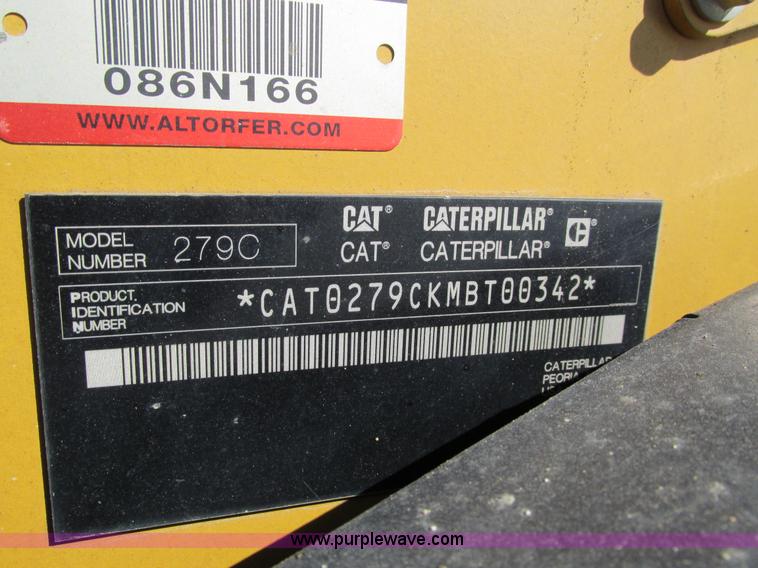 086N166
WWW.ALTORFER.COM
CAT® CATERPILLAR® C®
MODEL NUMBER 279C
CAT® CATERPILLAR®
PRODUCT IDENTIFICATION NUMBER
*CAT0279CKMBT00342*
CATERPILLAR
PEORIA
www.purplewave.com